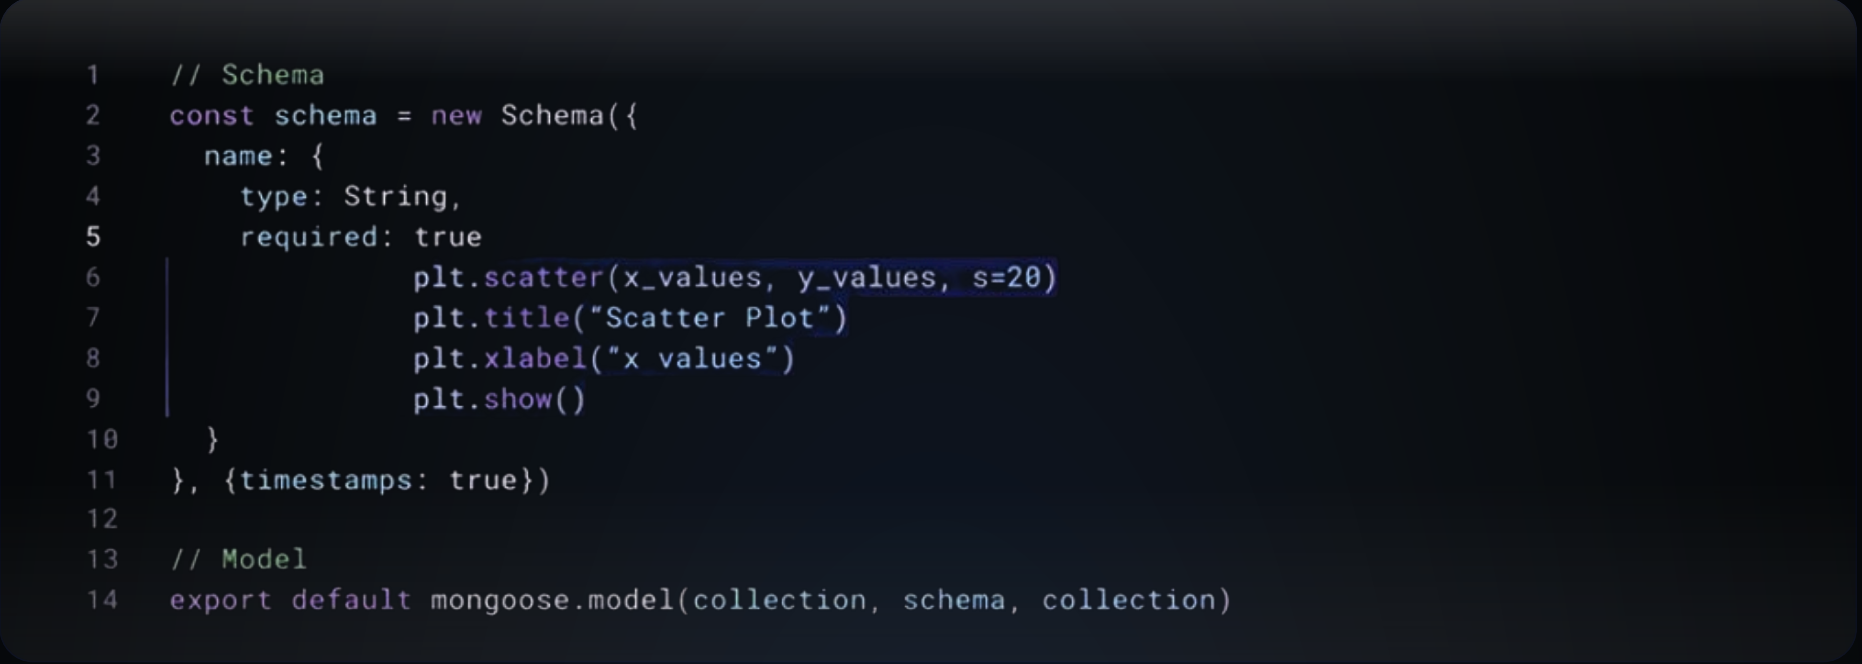 1 // Schema
2 const schema = new Schema({
3 name: {
4 type: String,
5 required: true
6 plt.scatter(x_values, y_values, s=20)
7 plt.title(“Scatter Plot”)
8 plt.xlabel(“x values”)
9 plt.show()
10 }
11 }, {timestamps: true})
12
13 // Model
14 export default mongoose.model(collection, schema, collection)